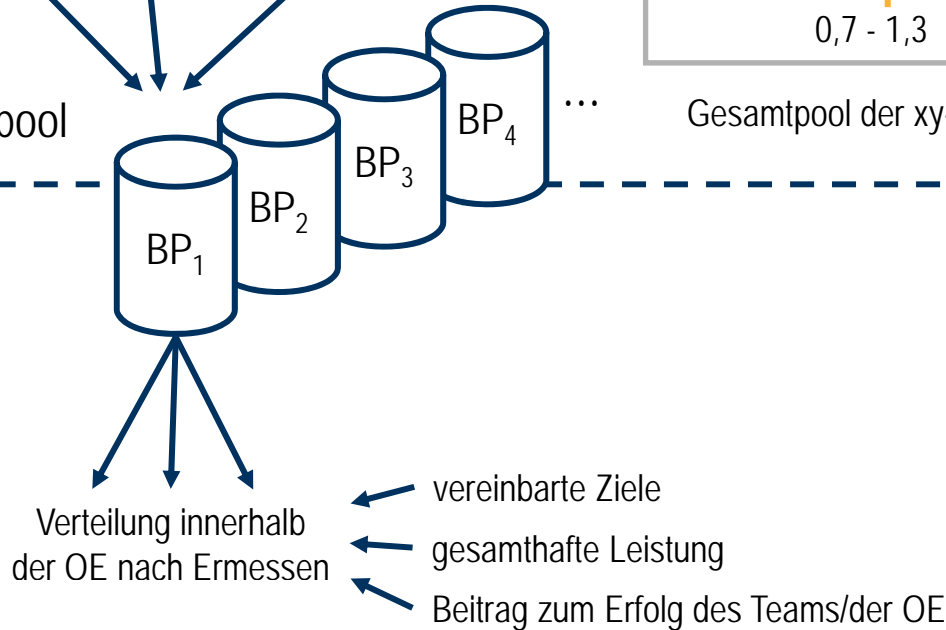 0,7 - 1,3
pool
Gesamtpool der xy-
...
BP4
BP3
BP2
BP1
Verteilung innerhalb
der OE nach Ermessen
vereinbarte Ziele
gesamthafte Leistung
Beitrag zum Erfolg des Teams/der OE